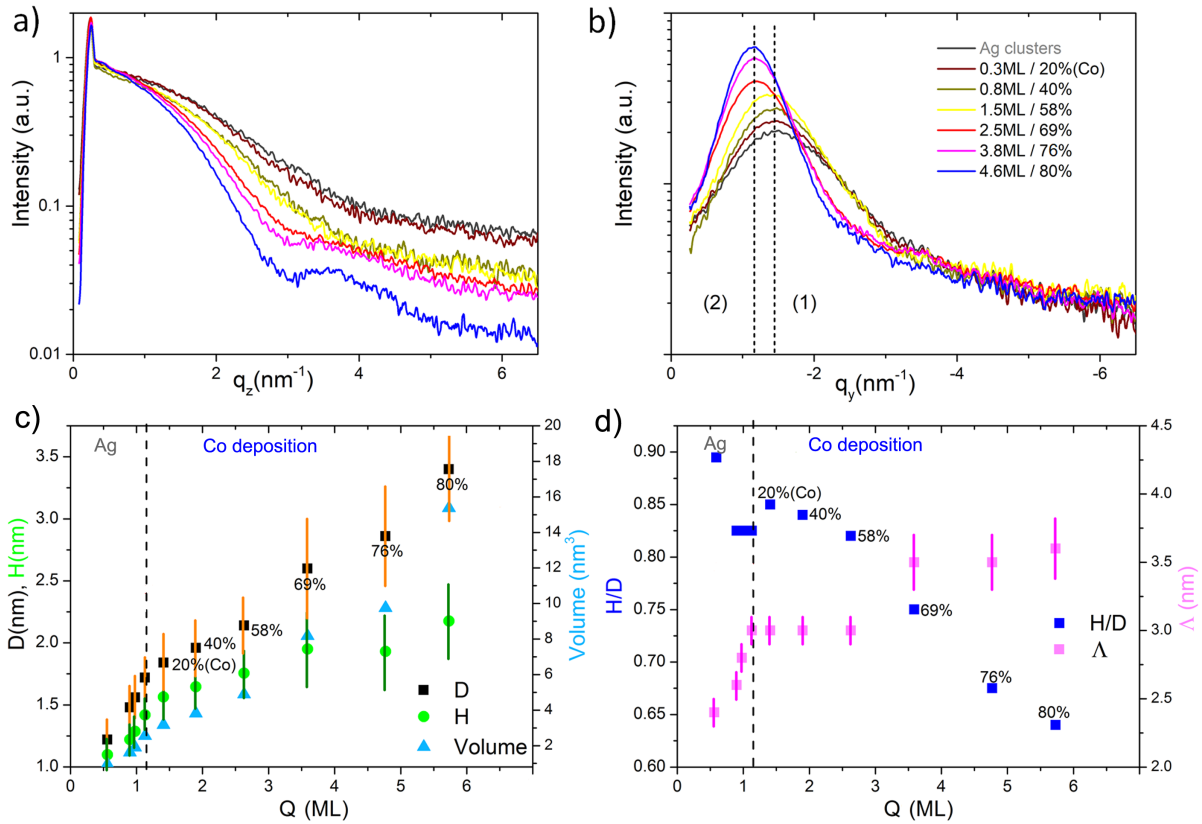 a)
Intensity (a.u.)
1
0.1
0.01
0 2 4 6
qz(nm-1)
b)
Intensity (a.u.)
Ag clusters
0.3ML / 20%(Co)
0.8ML / 40%
1.5ML / 58%
2.5ML / 69%
3.8ML / 76%
4.6ML / 80%
(2) (1)
0 -2 -4 -6
qy(nm-1)
c)
Ag Co deposition
D(nm), H(nm)
3.5
3.0
2.5
2.0
1.5
1.0
80%
76%
69%
58%
40%
20%(Co)
D
H
Volume
20
18
16
14
12
10
8
6
4
2
Volume (nm3)
0 1 2 3 4 5 6 7
Q (ML)
d)
Ag Co deposition
H/D
0.90
0.85
0.80
0.75
0.70
0.65
0.60
20%(Co)
40%
58%
69%
76%
80%
H/D
Λ
4.5
4.0
3.5
3.0
2.5
2.0
Λ (nm)
0 1 2 3 4 5 6 7
Q (ML)